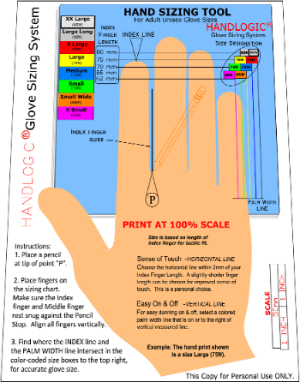 HAND SIZING TOOL
For Adult Unisex Glove Sizes
HANDLOGIC®
Glove Sizing System
SIZE DESIGNATION
INDEX
FINGER
LENGTH
INDEX LINE
XX Large
Large Long
X Large
Large
Medium
Small
Small Wide
X Small
80 mm
75 mm
70 mm
66 mm
62 mm
INDEX FINGER
GUIDE
P
PALM WIDTH
LINE
HANDLOGIC® Glove Sizing System
PRINT AT 100% SCALE
Size is based on length of
index finger for tactile fit.
Sense of Touch -HORIZONTAL LINE
Choose the horizontal line within 2mm of your
Index Finger Length. A slightly shorter finger
length can be chosen for improved sense of
touch. This is a personal choice.
Easy On & Off -VERTICAL LINE
For easy donning & off, select a colored
palm width line that is on or to the right of
vertical measured line.
Example: The hand print shown
is a size Large (75N).
Instructions:
1. Place a pencil
at tip of point "P".
2. Place fingers on
the sizing chart.
Make sure the Index
finger and Middle finger
rest snug against the Pencil
Stop. Align all fingers vertically.
3. Find where the INDEX line and
the PALM WIDTH line intersect in the
color-coded size boxes to the top right,
for accurate glove size.
SCALE
1 INCH
This Copy for Personal USE ONLY.